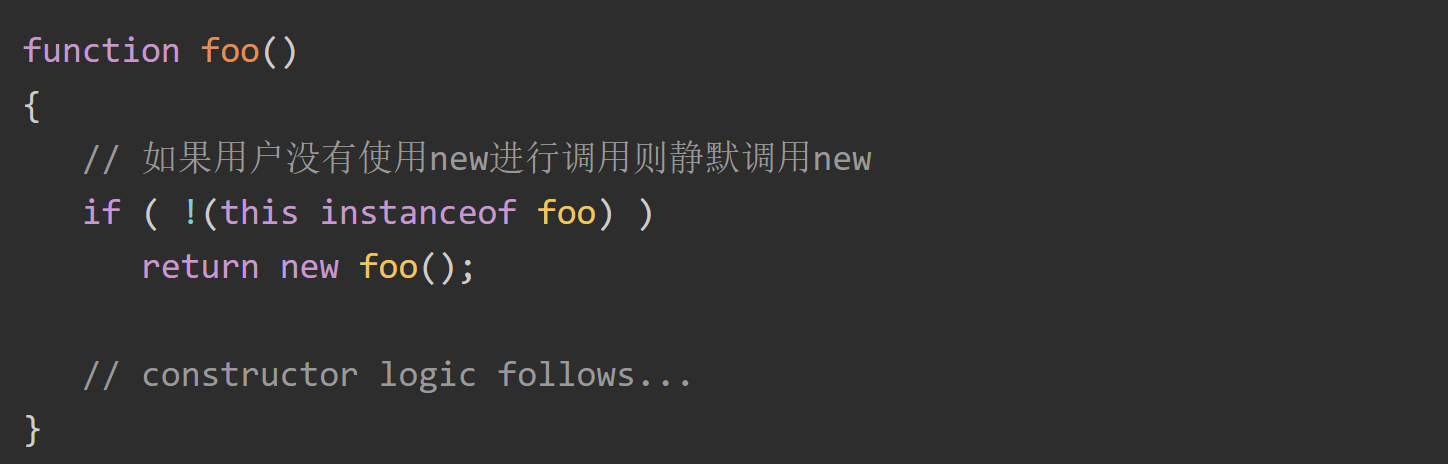 function foo()
{
   // 如果用户没有使用new进行调用则静默调用new
   if ( !(this instanceof foo) )
      return new foo();

   // constructor logic follows...
}